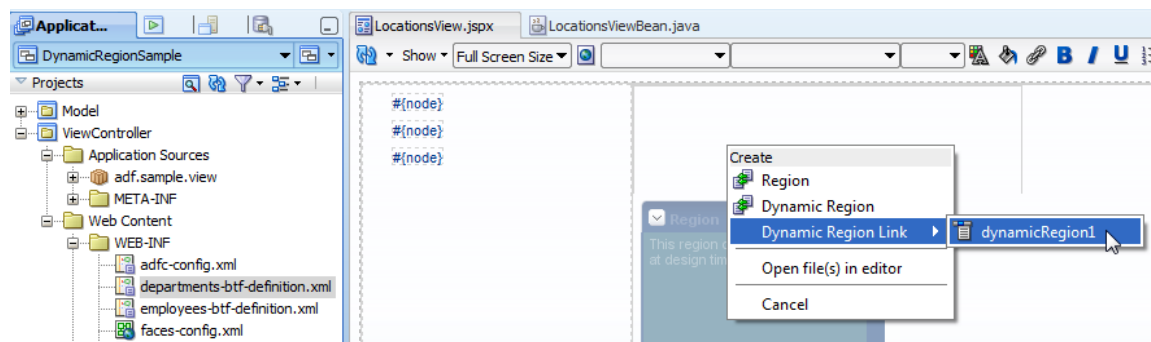 Applicat...
DynamicRegionSample
Projects
Model
ViewController
Application Sources
adf.sample.view
META-INF
Web Content
WEB-INF
adfc-config.xml
departments-btf-definition.xml
employees-btf-definition.xml
faces-config.xml
LocationsView.jspx
LocationsViewBean.java
Show Full Screen Size B I U
#{node}
#{node}
#{node}
Region
This region
at design tim
Create
Region
Dynamic Region
Dynamic Region Link
Open file(s) in editor
Cancel
dynamicRegion1